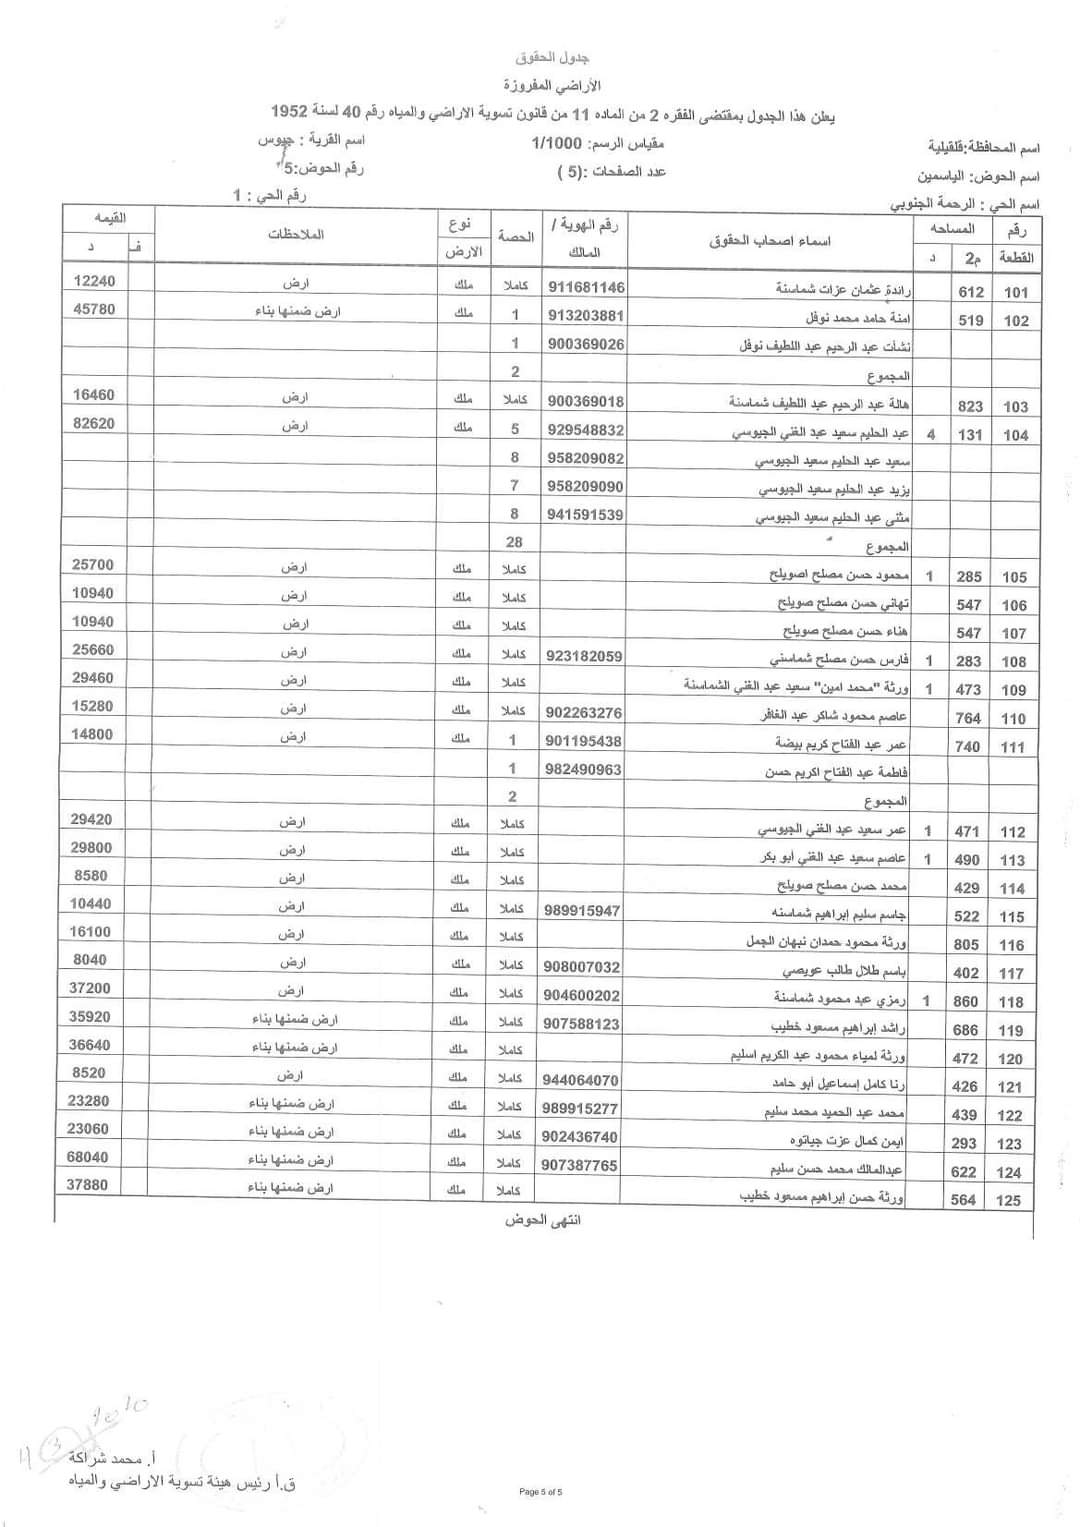 جدول الحقوق
الأراضي المفروزة
يعلن هذا الجدول بمقتضى الفقره 2 من الماده 11 من قانون تسوية الاراضي والمياه رقم 40 لسنة 1952
اسم المحافظة:قلقيلية مقياس الرسم: 1/1000 اسم القرية : جيوس
اسم الحوض: الياسمين عدد الصفحات :(5 ) رقم الحوض:5
اسم الحي : الرحمة الجنوبي رقم الحي : 1
رقم القطعة المساحه م2 د اسماء اصحاب الحقوق رقم الهوية / المالك الحصة نوع الارض الملاحظات القيمه ف د
101 612 رائدة عثمان عزات شماسنة 911681146 كاملا ملك ارض 12240
102 519 امنة حامد محمد نوفل 913203881 1 ملك ارض ضمنها بناء 45780
نشأت عبد الرحيم عبد اللطيف نوفل 900369026 1
المجموع 2
103 823 هالة عبد الرحيم عبد اللطيف شماسنة 900369018 كاملا ملك ارض 16460
104 131 4 عبد الحليم سعيد عبد الغني الجيوسي 929548832 5 ملك ارض 82620
سعيد عبد الحليم سعيد الجيوسي 958209082 8
يزيد عبد الحليم سعيد الجيوسي 958209090 7
مثنى عبد الحليم سعيد الجيوسي 941591539 8
المجموع 28
105 285 1 محمود حسن مصلح اصويلح كاملا ملك ارض 25700
106 547 تهاني حسن مصلح صويلح كاملا ملك ارض 10940
107 547 هناء حسن مصلح صويلح كاملا ملك ارض 10940
108 283 1 فارس حسن مصلح شماسني 923182059 كاملا ملك ارض 25660
109 473 1 ورثة "محمد امين" سعيد عبد الغني الشماسنة كاملا ملك ارض 29460
110 764 عاصم محمود شاكر عبد الغافر 902263276 كاملا ملك ارض 15280
111 740 عمر عبد الفتاح كريم بيضة 901195438 1 ملك ارض 14800
فاطمة عبد الفتاح اكريم حسن 982490963 1
المجموع 2
112 471 1 عمر سعيد عبد الغني الجيوسي كاملا ملك ارض 29420
113 490 1 عاصم سعيد عبد الغني أبو بكر كاملا ملك ارض 29800
114 429 محمد حسن مصلح صويلح كاملا ملك ارض 8580
115 522 جاسم سليم إبراهيم شماسنه 989915947 كاملا ملك ارض 10440
116 805 ورثة محمود حمدان نبهان الجمل كاملا ملك ارض 16100
117 402 باسم طلال طالب عويصي 908007032 كاملا ملك ارض 8040
118 860 1 رمزي عبد محمود شماسنة 904600202 كاملا ملك ارض 37200
119 686 راشد إبراهيم مسعود خطيب 907588123 كاملا ملك ارض ضمنها بناء 35920
120 472 ورثة لمياء محمود عبد الكريم اسليم كاملا ملك ارض ضمنها بناء 36640
121 426 رنا كامل إسماعيل أبو حامد 944064070 كاملا ملك ارض 8520
122 439 محمد عبد الحميد محمد سليم 989915277 كاملا ملك ارض ضمنها بناء 23280
123 293 ايمن كمال عزت جياتوه 902436740 كاملا ملك ارض ضمنها بناء 23060
124 622 عبدالمالك محمد حسن سليم 907387765 كاملا ملك ارض ضمنها بناء 68040
125 564 ورثة حسن إبراهيم مسعود خطيب كاملا ملك ارض ضمنها بناء 37880
انتهى الحوض
أ. محمد شراكة
ق.أ رئيس هيئة تسوية الاراضي والمياه
Page 5 of 5